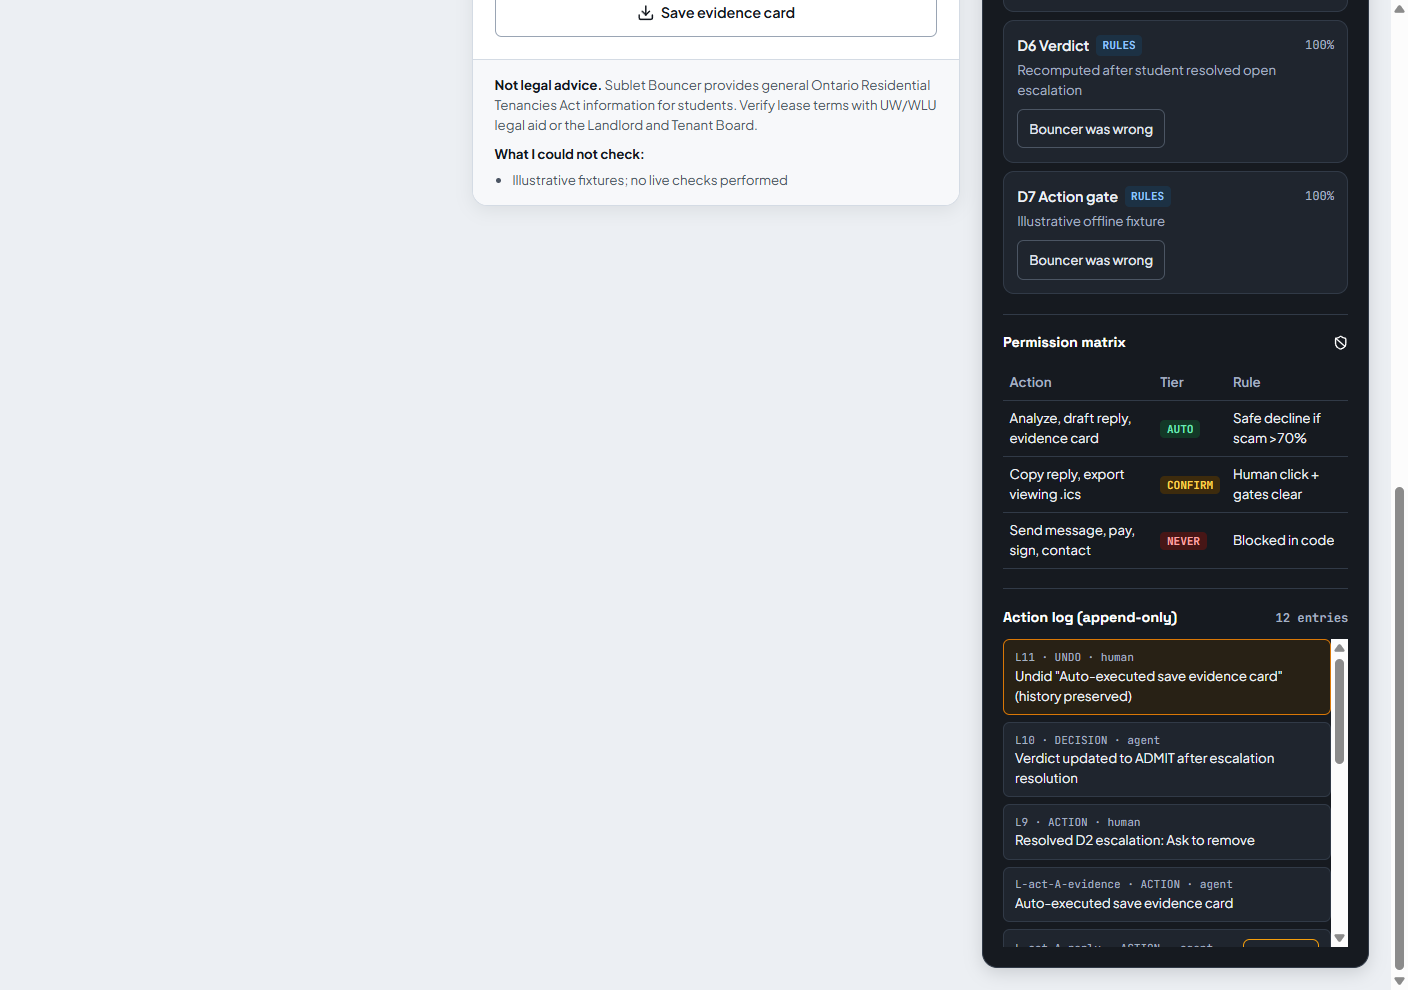 Save evidence card
Not legal advice. Sublet Bouncer provides general Ontario Residential
Tenancies Act information for students. Verify lease terms with UW/WLU
legal aid or the Landlord and Tenant Board.
What I could not check:
• Illustrative fixtures; no live checks performed
D6 Verdict RULES 100%
Recomputed after student resolved open
escalation
Bouncer was wrong
D7 Action gate RULES 100%
Illustrative offline fixture
Bouncer was wrong
Permission matrix
Action Tier Rule
Analyze, draft reply,
evidence card
AUTO
Safe decline if
scam >70%
Copy reply, export
viewing .ics
CONFIRM
Human click +
gates clear
Send message, pay,
sign, contact
NEVER
Blocked in code
Action log (append-only) 12 entries
L11 · UNDO · human
Undid "Auto-executed save evidence card"
(history preserved)
L10 · DECISION · agent
Verdict updated to ADMIT after escalation
resolution
L9 · ACTION · human
Resolved D2 escalation: Ask to remove
L-act-A-evidence · ACTION · agent
Auto-executed save evidence card